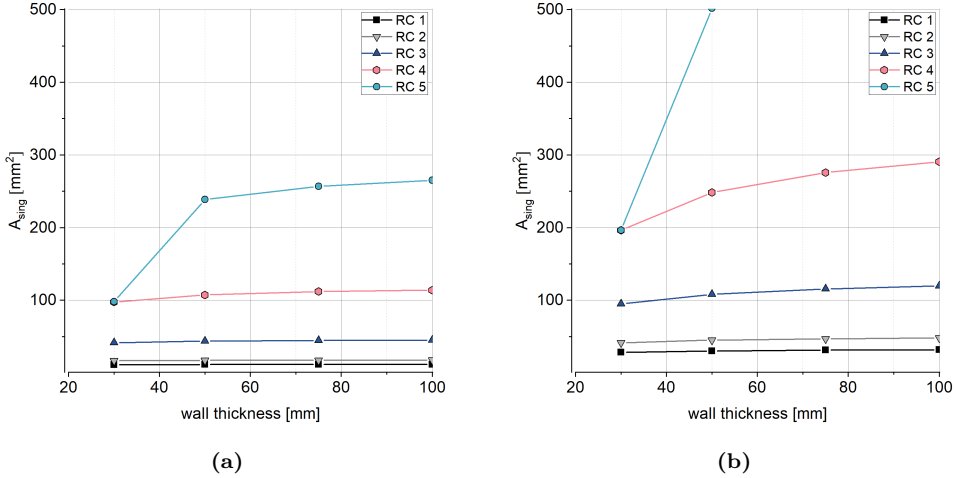 500
400
300
200
100
20
40
60
80
100
wall thickness [mm]
A_sing [mm²]
RC 1
RC 2
RC 3
RC 4
RC 5
(a)
500
400
300
200
100
20
40
60
80
100
wall thickness [mm]
A_sing [mm²]
RC 1
RC 2
RC 3
RC 4
RC 5
(b)